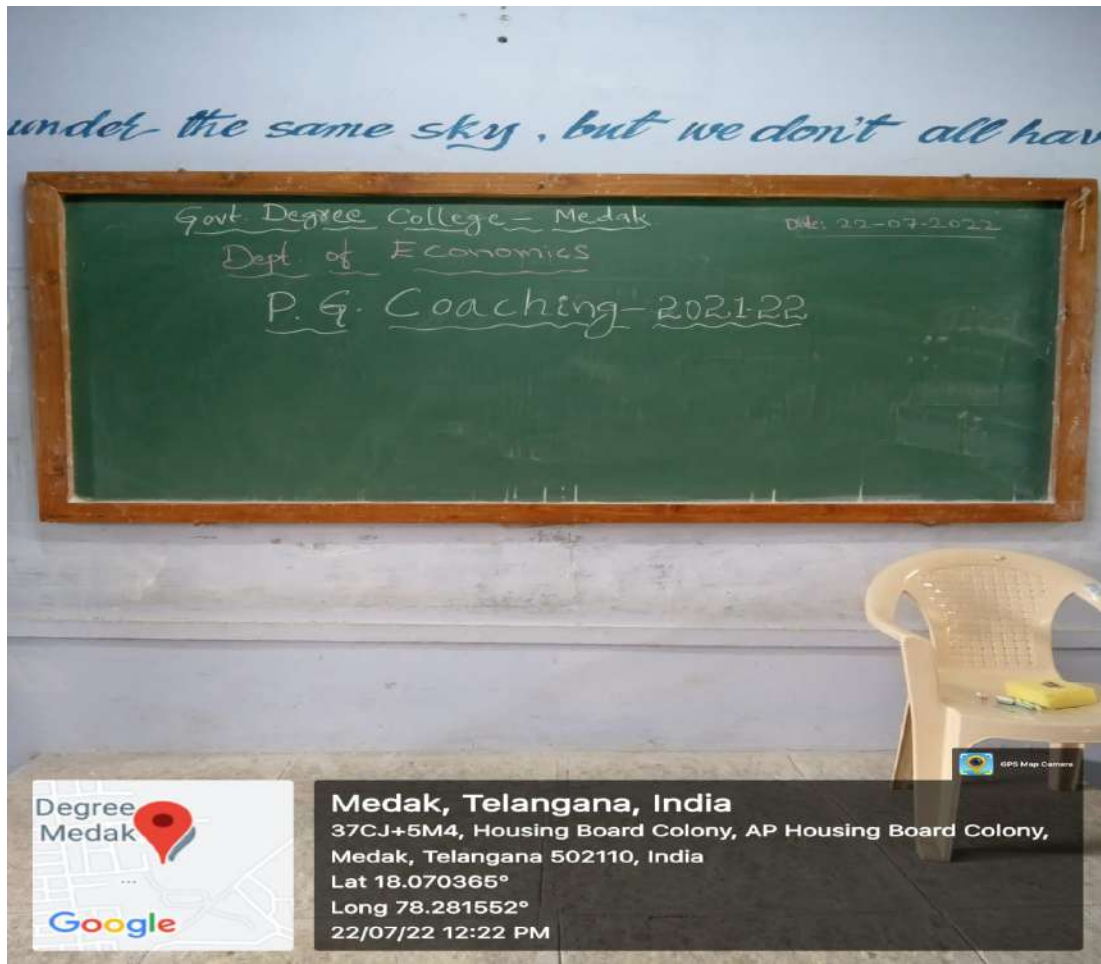 under the same sky, but we don't all hav
Govt. Degree College - Medak
Date: 22-07-2022
Dept. of Economics
P. G. Coaching - 2021-22
GPS Map Camera
Degree
Medak
Google
Medak, Telangana, India
37CJ+5M4, Housing Board Colony, AP Housing Board Colony,
Medak, Telangana 502110, India
Lat 18.070365°
Long 78.281552°
22/07/22 12:22 PM